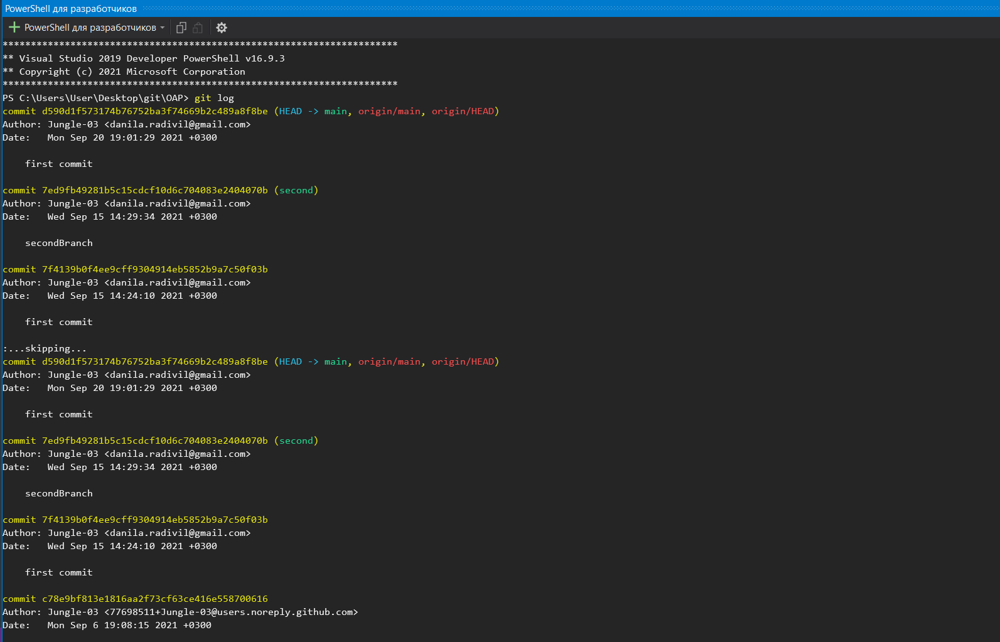 PowerShell для разработчиков
PowerShell для разработчиков
**********************************************************************
** Visual Studio 2019 Developer PowerShell v16.9.3
** Copyright (c) 2021 Microsoft Corporation
**********************************************************************
PS C:\Users\User\Desktop\git\OAP> git log
commit d590d1f573174b76752ba3f74669b2c489a8f8be (HEAD -> main, origin/main, origin/HEAD)
Author: Jungle-03 <danila.radivil@gmail.com>
Date:   Mon Sep 20 19:01:29 2021 +0300
    first commit
commit 7ed9fb49281b5c15cdcf10d6c704083e2404070b (second)
Author: Jungle-03 <danila.radivil@gmail.com>
Date:   Wed Sep 15 14:29:34 2021 +0300
    secondBranch
commit 7f4139b0f4ee9cff9304914eb5852b9a7c50f03b
Author: Jungle-03 <danila.radivil@gmail.com>
Date:   Wed Sep 15 14:24:10 2021 +0300
    first commit
:...skipping...
commit d590d1f573174b76752ba3f74669b2c489a8f8be (HEAD -> main, origin/main, origin/HEAD)
Author: Jungle-03 <danila.radivil@gmail.com>
Date:   Mon Sep 20 19:01:29 2021 +0300
    first commit
commit 7ed9fb49281b5c15cdcf10d6c704083e2404070b (second)
Author: Jungle-03 <danila.radivil@gmail.com>
Date:   Wed Sep 15 14:29:34 2021 +0300
    secondBranch
commit 7f4139b0f4ee9cff9304914eb5852b9a7c50f03b
Author: Jungle-03 <danila.radivil@gmail.com>
Date:   Wed Sep 15 14:24:10 2021 +0300
    first commit
commit c78e9bf813e1816aa2f73cf63ce416e558700616
Author: Jungle-03 <77698511+Jungle-03@users.noreply.github.com>
Date:   Mon Sep 6 19:08:15 2021 +0300